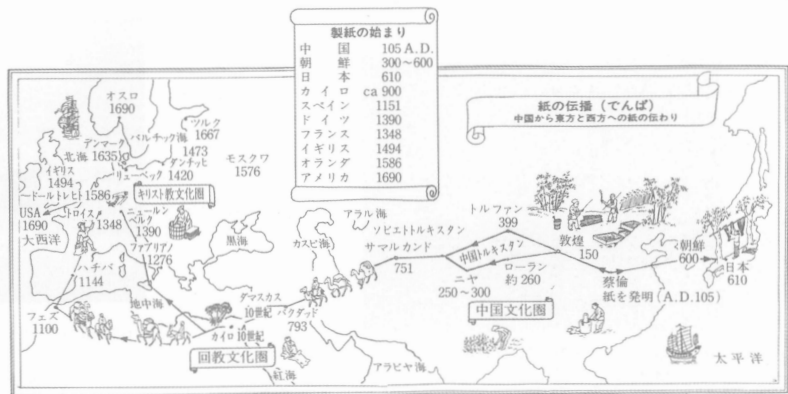 製紙の始まり
中国 105 A.D.
朝鮮 300~600
日本 610
カイロ ca 900
スペイン 1151
ドイツ 1390
フランス 1348
イギリス 1494
オランダ 1586
アメリカ 1690
紙の伝播(でんぱ)
中国から東方と西方への紙の伝わり
オスロ
1690
ツルク
1667
バルチック海
デンマーク
1635
1473
北海
ダンチッヒ
リューベック 1420
モスクワ
1576
イギリス
1494
ドールトレヒト 1586
キリスト教文化圏
USA
1690
トロイス
1348
ニュールンベルク
1390
大西洋
ファブリアノ
11276
黒海
ハチバ
1144
地中海
フェズ
1100
カイロ 10世紀
回教文化圏
紅海
ダマスカス
10世紀
バクダッド
793
カスピ海
アラル海
ソビエトトルキスタン
サマルカンド
751
アラビヤ海
トルファン
399
中国トルキスタン
ニヤ
250~300
ローラン
約260
敦煌
150
中国文化圏
蔡倫
紙を発明(A.D.105)
朝鮮
600
日本
610
太平洋